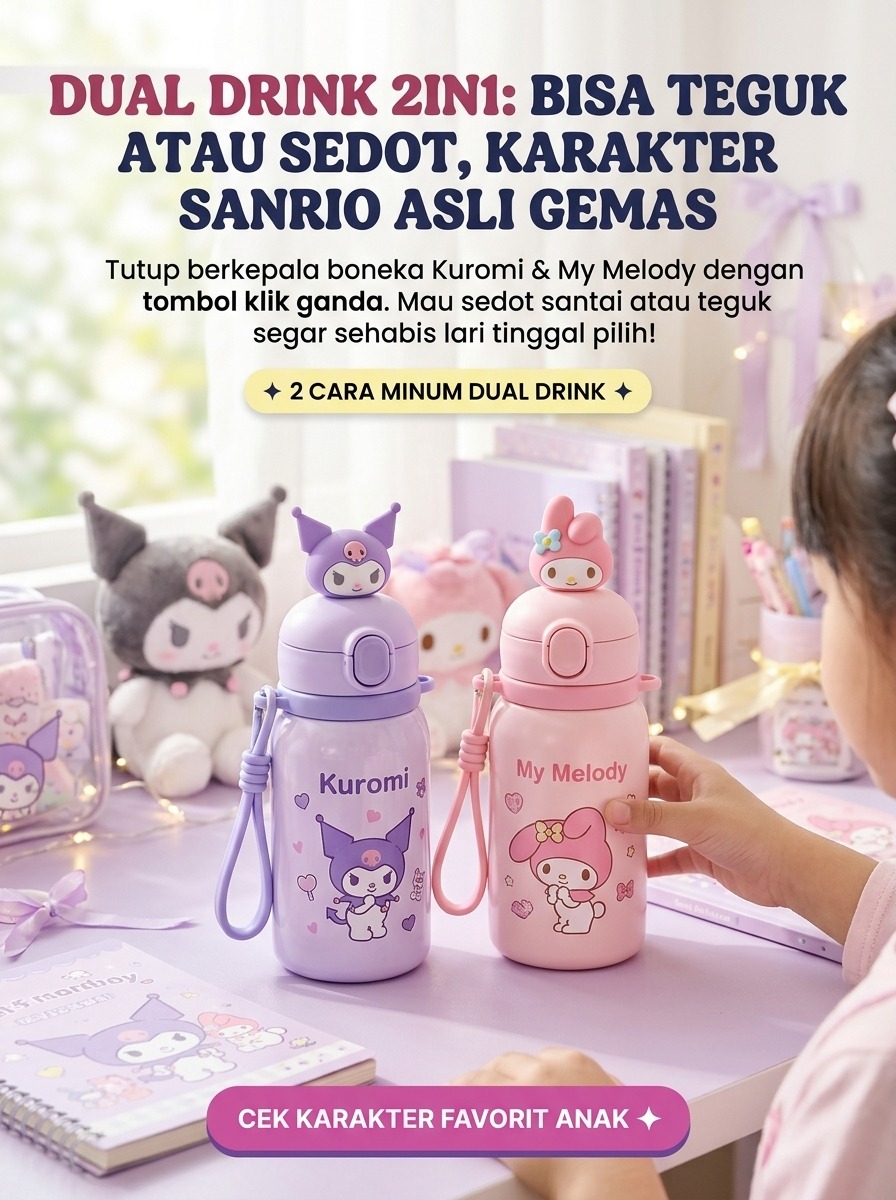 DUAL DRINK 2IN1: BISA TEGUK
ATAU SEDOT, KARAKTER
SANRIO ASLI GEMAS
Tutup berkepala boneka Kuromi & My Melody dengan
tombol klik ganda. Mau sedot santai atau teguk
segar sehabis lari tinggal pilih!
✦ 2 CARA MINUM DUAL DRINK ✦
Kuromi
My Melody
CEK KARAKTER FAVORIT ANAK ✦